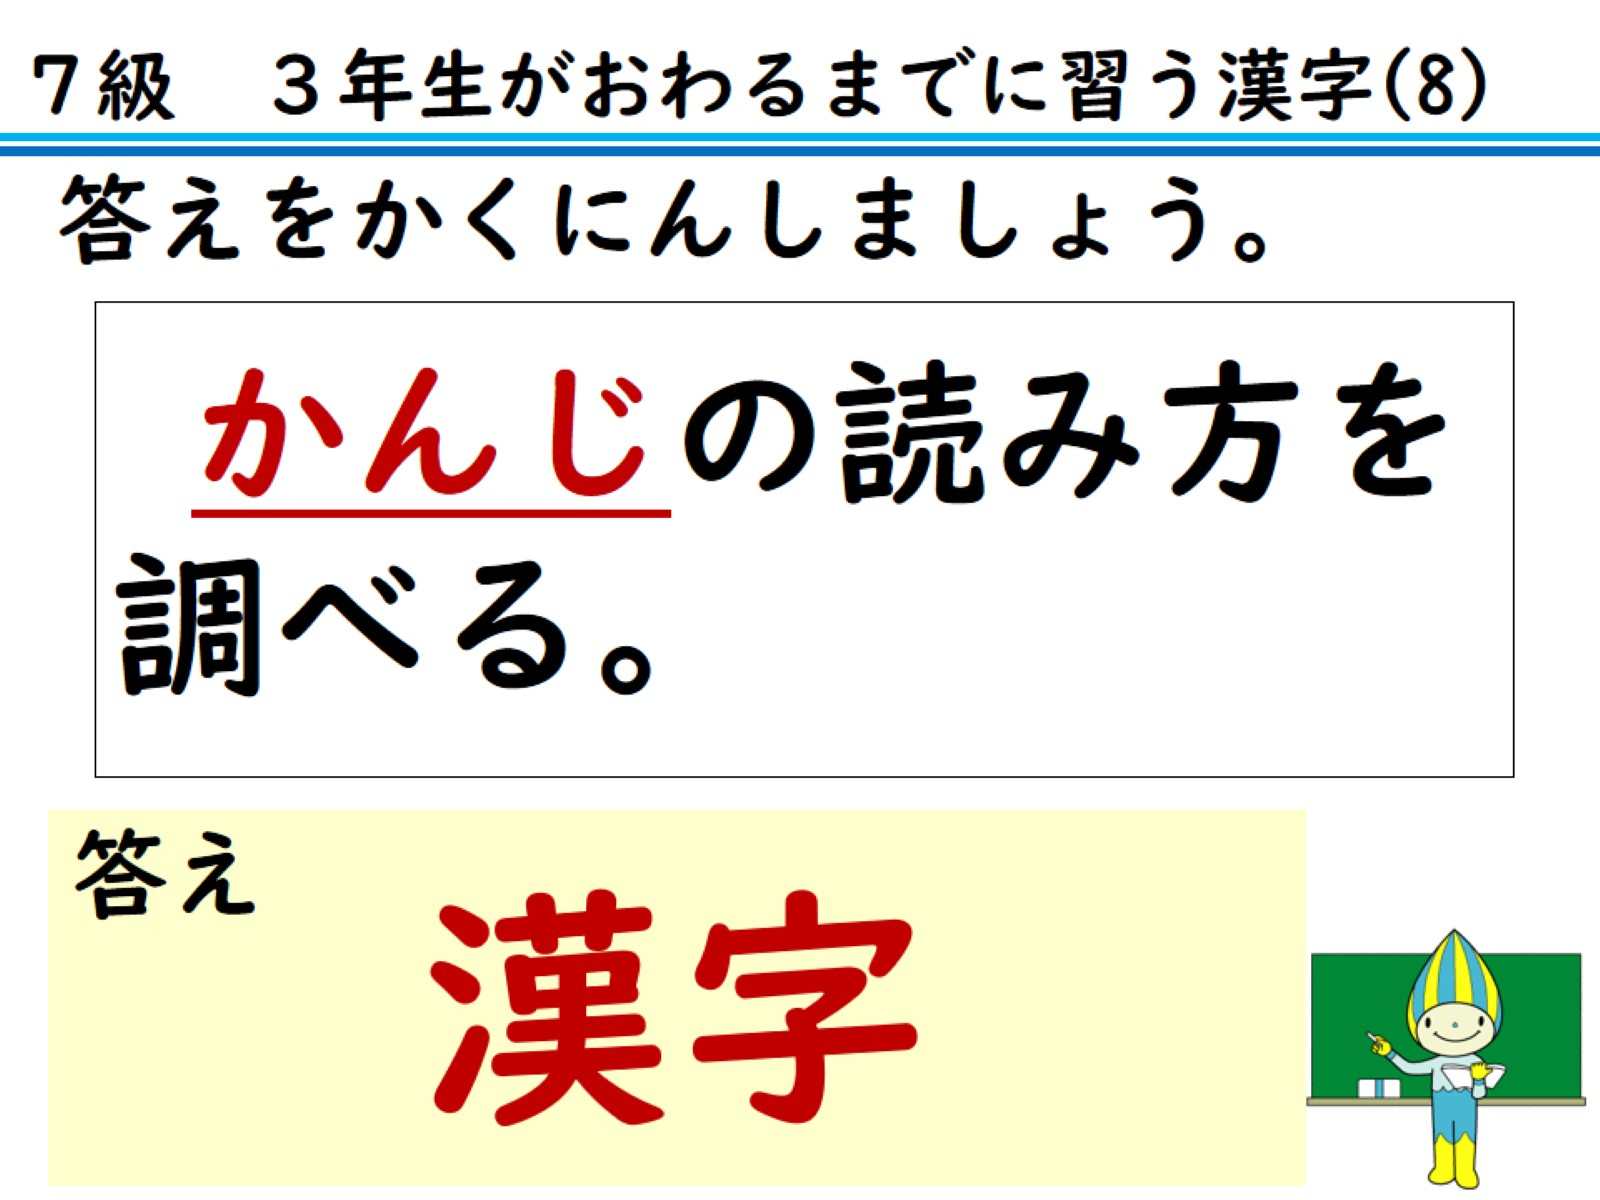 ７級　３年生がおわるまでに習う漢字(8)
答えをかくにんしましょう。
かんじの読み方を
調べる。
答え
漢字